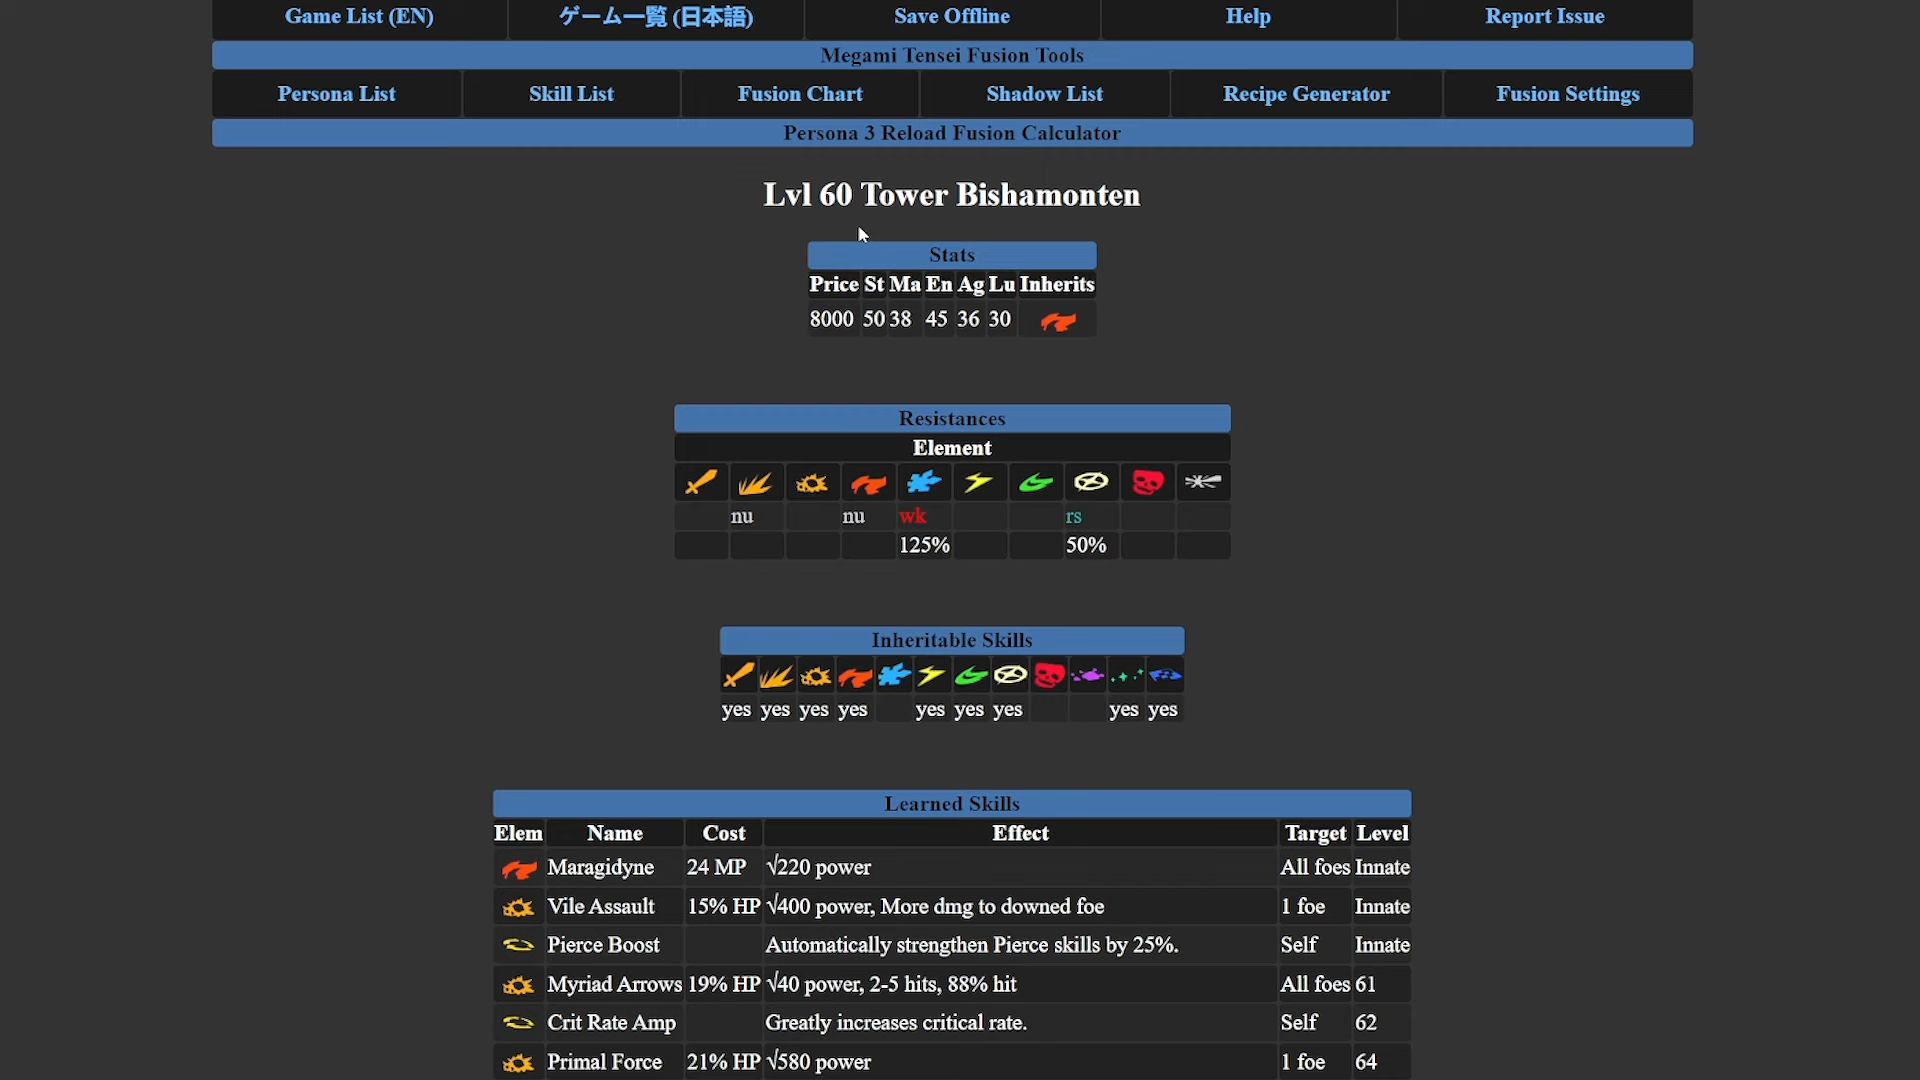 Game List (EN) ゲーム一覧 (日本語) Save Offline Help Report Issue
Megami Tensei Fusion Tools
Persona List Skill List Fusion Chart Shadow List Recipe Generator Fusion Settings
Persona 3 Reload Fusion Calculator
Lvl 60 Tower Bishamonten
Stats
Price St Ma En Ag Lu Inherits
8000 50 38 45 36 30
Resistances
Element
nu nu wk rs
125% 50%
Inheritable Skills
yes yes yes yes yes yes yes yes yes
Learned Skills
Elem Name Cost Effect Target Level
Maragidyne 24 MP √220 power All foes Innate
Vile Assault 15% HP √400 power, More dmg to downed foe 1 foe Innate
Pierce Boost Automatically strengthen Pierce skills by 25%. Self Innate
Myriad Arrows 19% HP √40 power, 2-5 hits, 88% hit All foes 61
Crit Rate Amp Greatly increases critical rate. Self 62
Primal Force 21% HP √580 power 1 foe 64